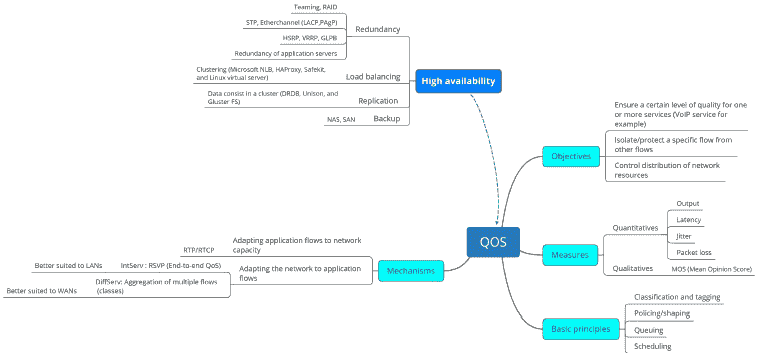 Teaming, RAID
STP, Etherchannel (LACP,PAgP)
HSRP, VRRP, GLPB
Redundancy of application servers
Redundancy
Clustering (Microsoft NLB, HAProxy, Safekit,
and Linux virtual server)
Load balancing
Data consist in a cluster (DRDB, Unison, and
Gluster FS)
Replication
NAS, SAN
Backup
High availability
QOS
Objectives
Ensure a certain level of quality for one
or more services (VoIP service for
example)
Isolate/protect a specific flow from
other flows
Control distribution of network
resources
Measures
Quantitatives
Output
Latency
Jitter
Packet loss
Qualitatives
MOS (Mean Opinion Score)
Basic principles
Classification and tagging
Policing/shaping
Queuing
Scheduling
Mechanisms
Adapting application flows to network
capacity
RTP/RTCP
Adapting the network to application
flows
IntServ : RSVP (End-to-end QoS)
Better suited to LANs
DiffServ: Aggregation of multiple flows
(classes)
Better suited to WANs